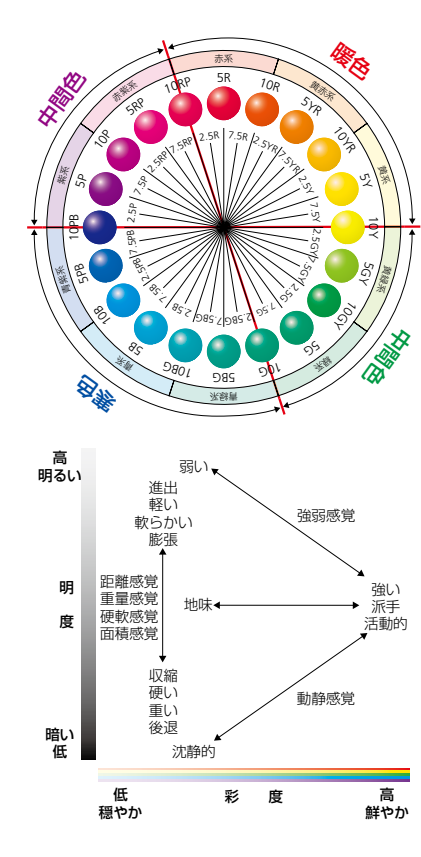 暖色
中間色
中間色
寒色
赤系
黄赤系
黄系
黄緑系
緑系
青緑系
青系
青紫系
紫系
赤紫系
5R
10R
5YR
10YR
5Y
10Y
5GY
10GY
5G
10G
5BG
10BG
5B
10B
5PB
10PB
5P
10P
5RP
10RP
7.5R
2.5YR
7.5YR
2.5Y
7.5Y
2.5GY
7.5GY
2.5G
7.5G
2.5BG
7.5BG
2.5B
7.5B
2.5PB
7.5PB
2.5P
7.5P
2.5RP
7.5RP
2.5R
高
明るい
弱い
進出
軽い
軟らかい
膨張
強弱感覚
明
度
距離感覚
重量感覚
硬軟感覚
面積感覚
地味
強い
派手
活動的
収縮
硬い
重い
後退
動静感覚
沈静的
暗い
低
低
穏やか
彩 度
高
鮮やか